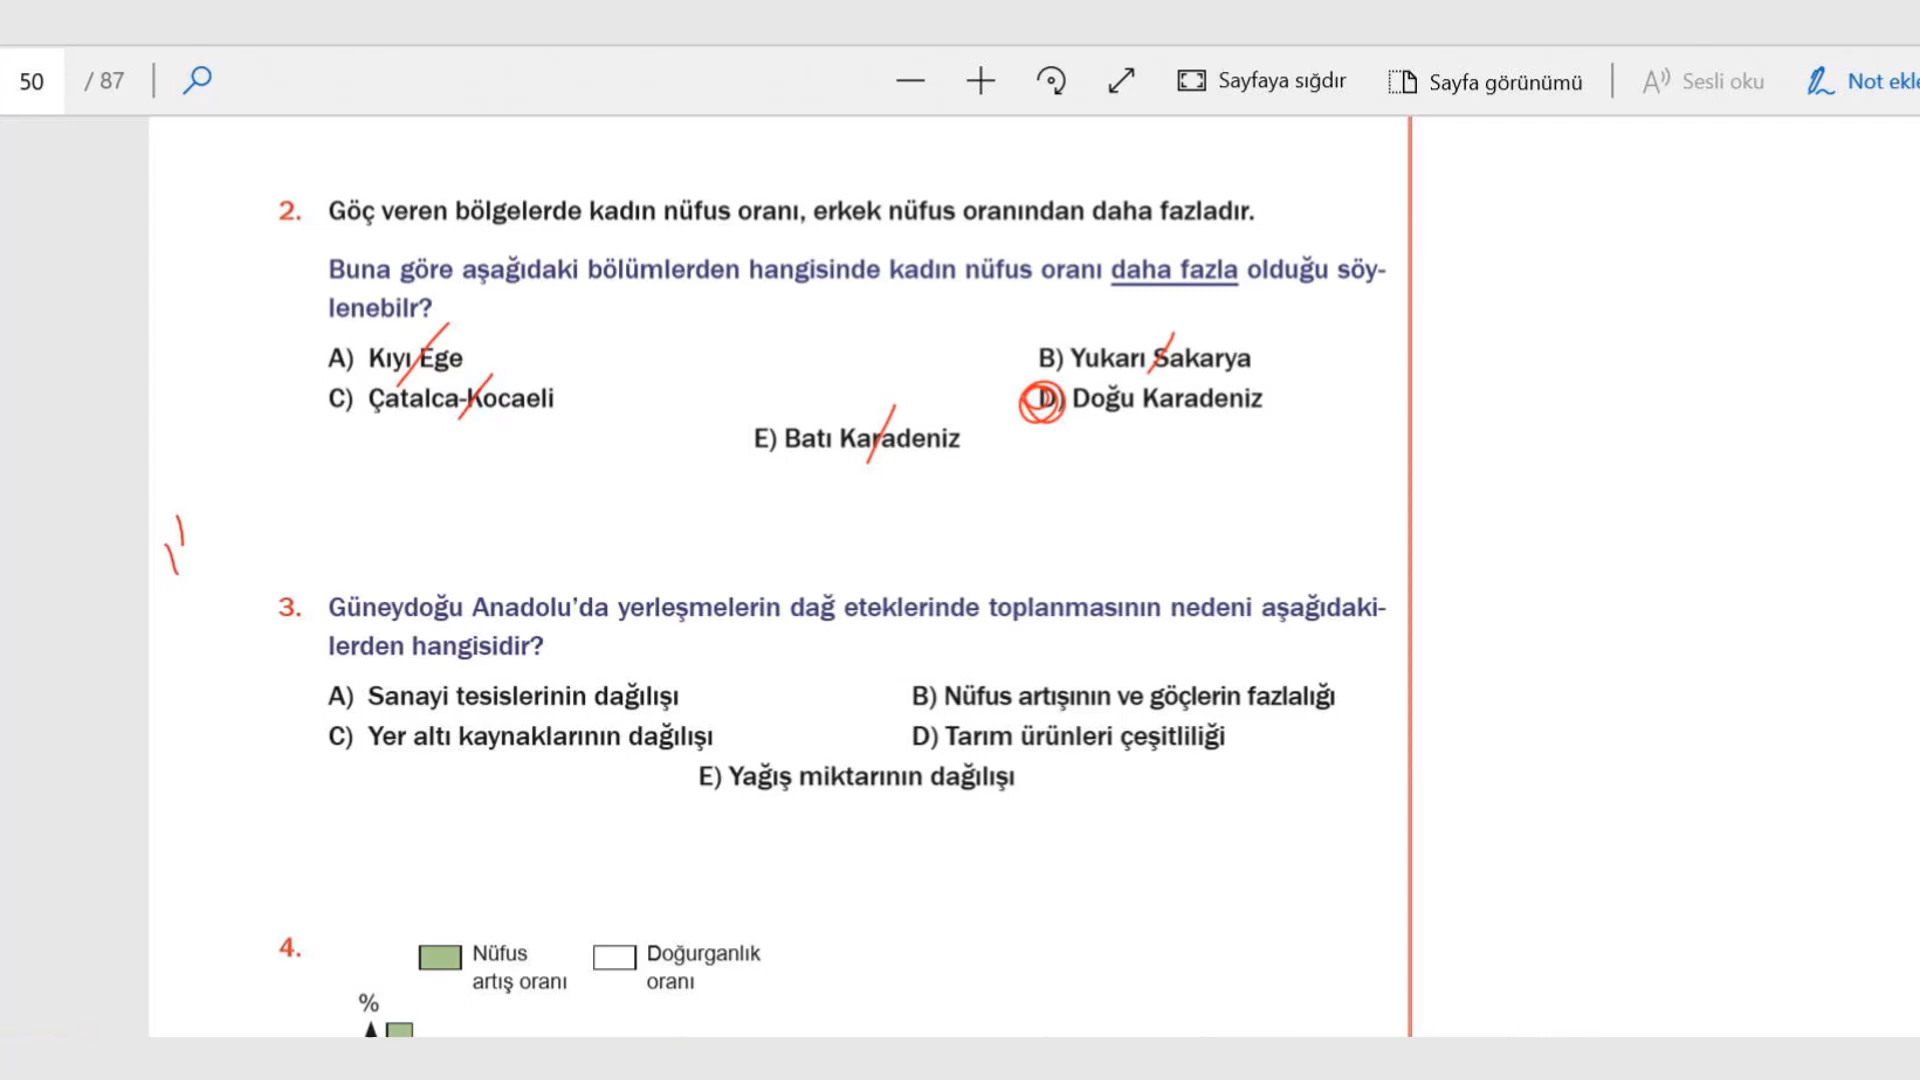 50 / 87 Sayfaya sığdır Sayfa görünümü Sesli oku Not ekle
2. Göç veren bölgelerde kadın nüfus oranı, erkek nüfus oranından daha fazladır.
Buna göre aşağıdaki bölümlerden hangisinde kadın nüfus oranı daha fazla olduğu söy-
lenebilr?
A) Kıyı Ege B) Yukarı Sakarya
C) Çatalca-Kocaeli D) Doğu Karadeniz
E) Batı Karadeniz
3. Güneydoğu Anadolu'da yerleşmelerin dağ eteklerinde toplanmasının nedeni aşağıdaki-
lerden hangisidir?
A) Sanayi tesislerinin dağılışı B) Nüfus artışının ve göçlerin fazlalığı
C) Yer altı kaynaklarının dağılışı D) Tarım ürünleri çeşitliliği
E) Yağış miktarının dağılışı
4. Nüfus artış oranı Doğurganlık oranı
%